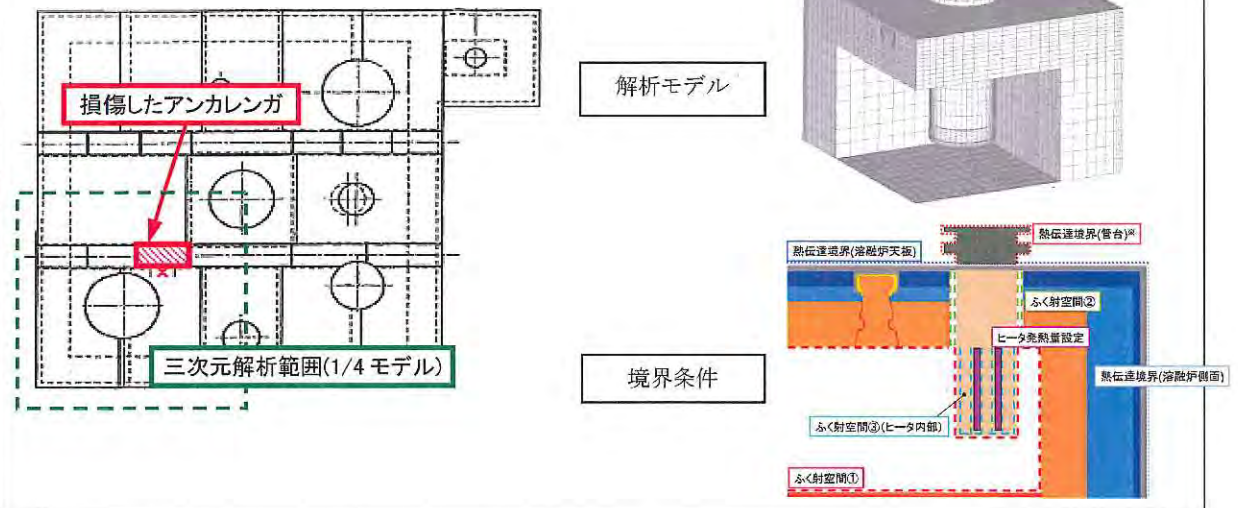 損傷したアンカレンガ
三次元解析範囲(1/4 モデル)
解析モデル
境界条件
熱伝達境界(管台)※
熱伝達境界(溶融炉天板)
ふく射空間②
ヒータ発熱量設定
熱伝達境界(溶融炉側面)
ふく射空間③(ヒータ内部)
ふく射空間①